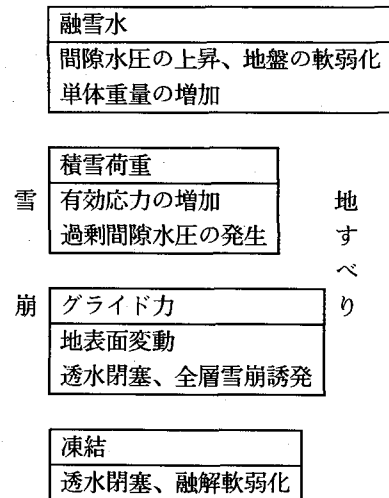 融雪水
間隙水圧の上昇、地盤の軟弱化
単体重量の増加
積雪荷重
有効応力の増加
過剰間隙水圧の発生
グライド力
地表面変動
透水閉塞、全層雪崩誘発
凍結
透水閉塞、融解軟弱化
雪崩
地すべり